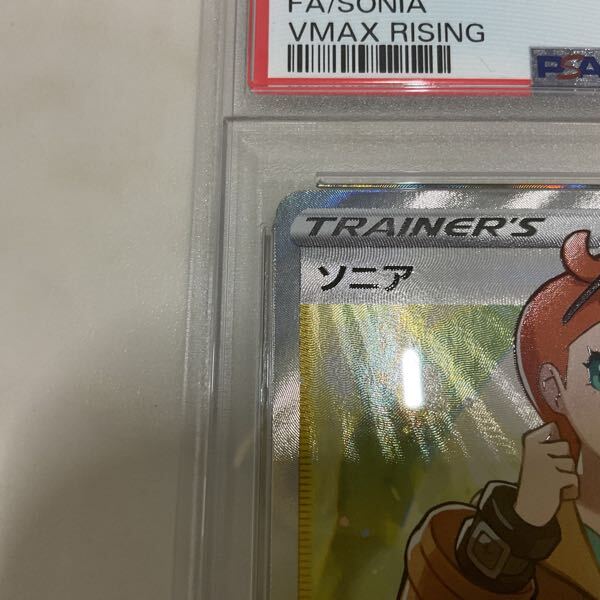 FA/SONIA
VMAX RISING
PSA
TRAINER'S
ソニア